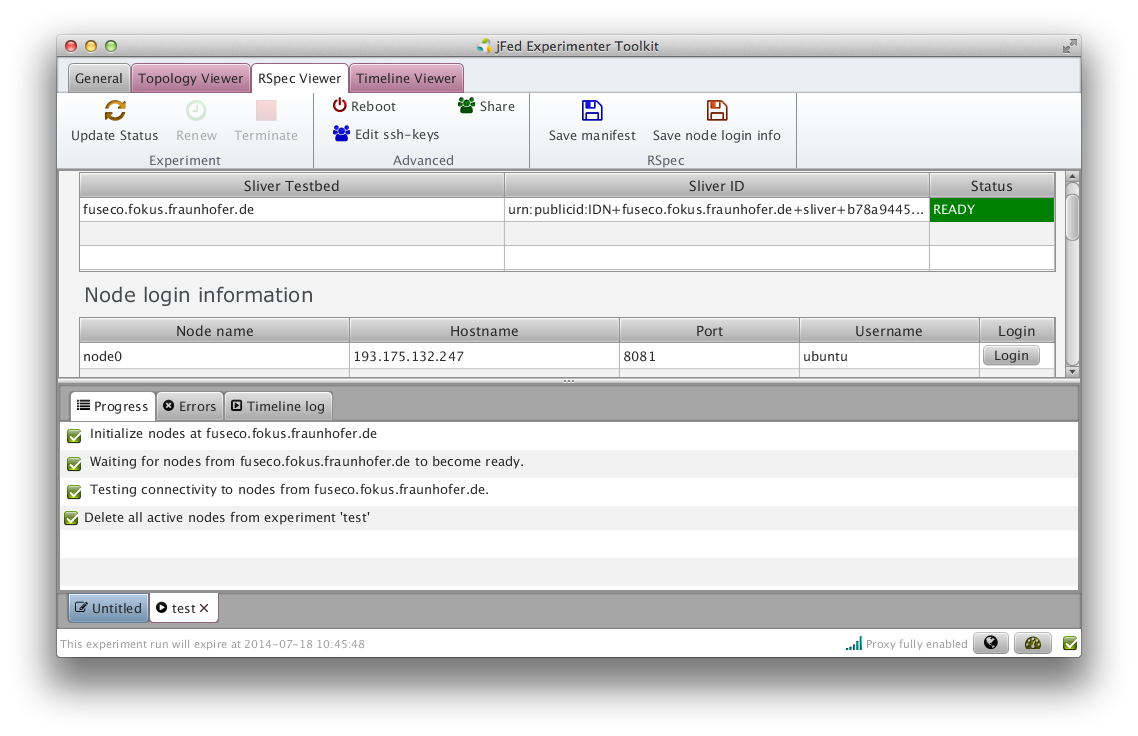 jFed Experimenter Toolkit
General Topology Viewer RSpec Viewer Timeline Viewer
Reboot Share
Update Status Renew Terminate Edit ssh-keys Save manifest Save node login info
Experiment Advanced RSpec
Sliver Testbed Sliver ID Status
fuseco.fokus.fraunhofer.de urn:publicid:IDN+fuseco.fokus.fraunhofer.de+sliver+b78a9445... READY
Node login information
Node name Hostname Port Username Login
node0 193.175.132.247 8081 ubuntu Login
Progress Errors Timeline log
Initialize nodes at fuseco.fokus.fraunhofer.de
Waiting for nodes from fuseco.fokus.fraunhofer.de to become ready.
Testing connectivity to nodes from fuseco.fokus.fraunhofer.de.
Delete all active nodes from experiment 'test'
Untitled test
This experiment run will expire at 2014-07-18 10:45:48 Proxy fully enabled